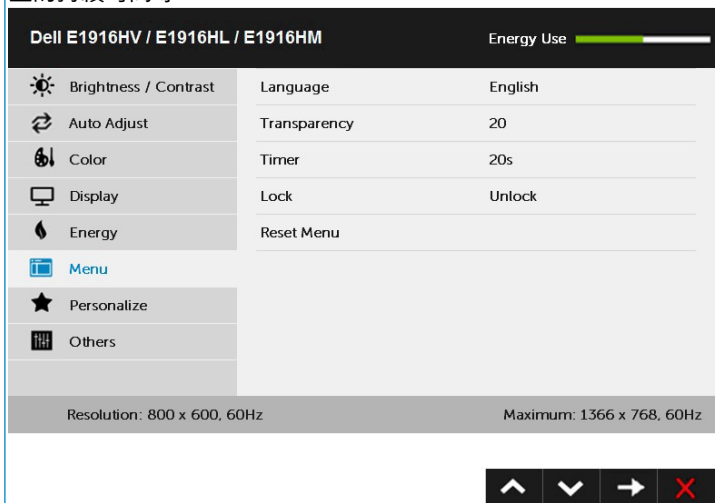 Dell E1916HV / E1916HL / E1916HM Energy Use
Brightness / Contrast Language English
Auto Adjust Transparency 20
Color Timer 20s
Display Lock Unlock
Energy Reset Menu
Menu
Personalize
Others
Resolution: 800 x 600, 60Hz Maximum: 1366 x 768, 60Hz